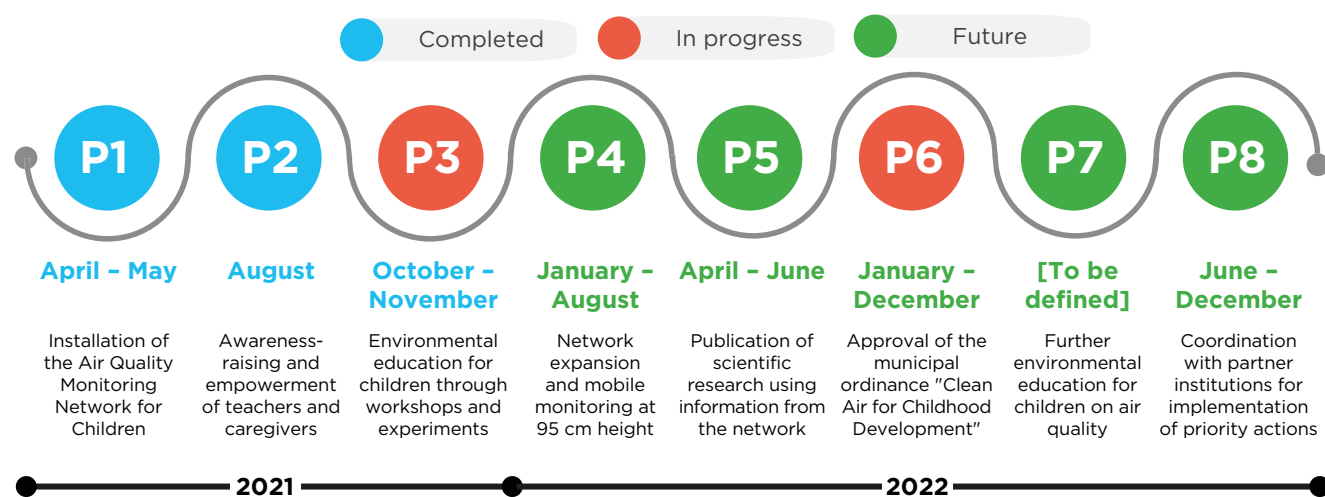 Completed
In progress
Future
P1
P2
P3
P4
P5
P6
P7
P8
April – May
August
October –
November
January –
August
April – June
January –
December
[To be
defined]
June –
December
Installation of
the Air Quality
Monitoring
Network for
Children
Awareness-
raising and
empowerment
of teachers and
caregivers
Environmental
education for
children through
workshops and
experiments
Network
expansion
and mobile
monitoring at
95 cm height
Publication of
scientific
research using
information from
the network
Approval of the
municipal
ordinance "Clean
Air for Childhood
Development"
Further
environmental
education for
children on air
quality
Coordination
with partner
institutions for
implementation
of priority actions
2021
2022